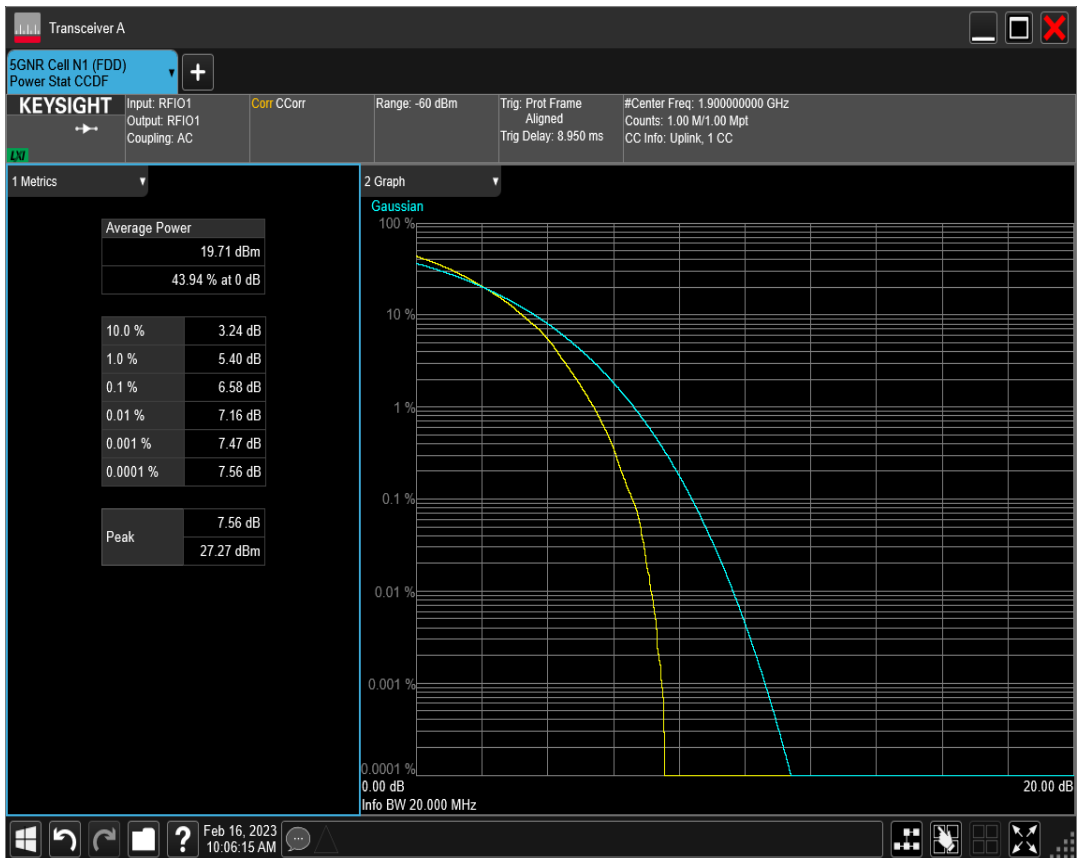 Transceiver A
5GNR Cell N1 (FDD)
Power Stat CCDF
+
KEYSIGHT
LXI
Input: RFIO1
Output: RFIO1
Coupling: AC
Corr CCorr
Range: -60 dBm
Trig: Prot Frame
Aligned
Trig Delay: 8.950 ms
#Center Freq: 1.900000000 GHz
Counts: 1.00 M/1.00 Mpt
CC Info: Uplink, 1 CC
1 Metrics
Average Power
19.71 dBm
43.94 % at 0 dB
10.0 % 3.24 dB
1.0 % 5.40 dB
0.1 % 6.58 dB
0.01 % 7.16 dB
0.001 % 7.47 dB
0.0001 % 7.56 dB
Peak
7.56 dB
27.27 dBm
2 Graph
Gaussian
100 %
10 %
1 %
0.1 %
0.01 %
0.001 %
0.0001 %
0.00 dB 20.00 dB
Info BW 20.000 MHz
?
Feb 16, 2023
10:06:15 AM